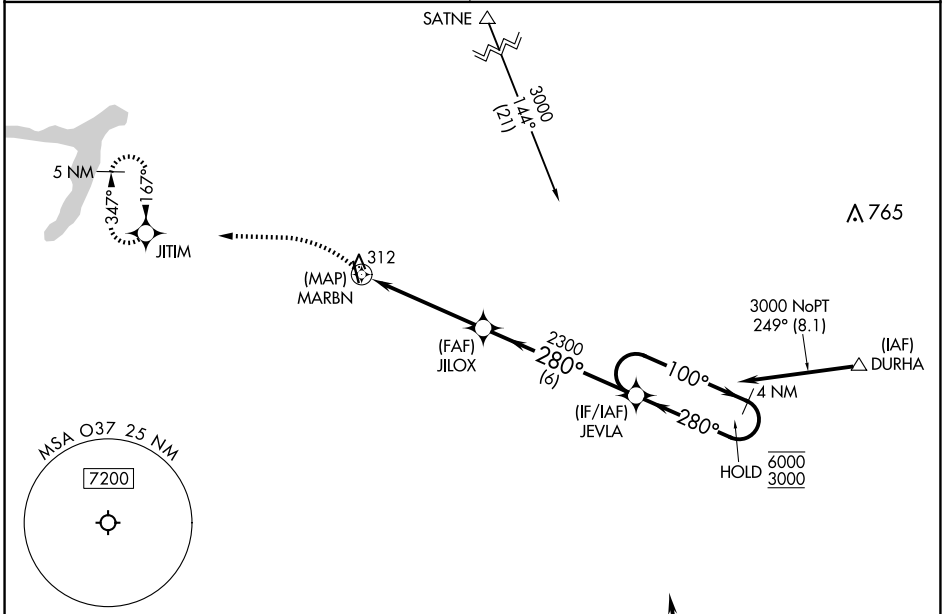 SATNE
3000
144°
(21)
5 NM
347°
167°
JITIM
765
312
(MAP)
MARBN
3000 NoPT
249° (8.1)
(IAF)
DURHA
(FAF)
JILOX
2300
280°
(6)
100°
4 NM
280°
(IF/IAF)
JEVLA
HOLD
6000
3000
MSA O37 25 NM
7200